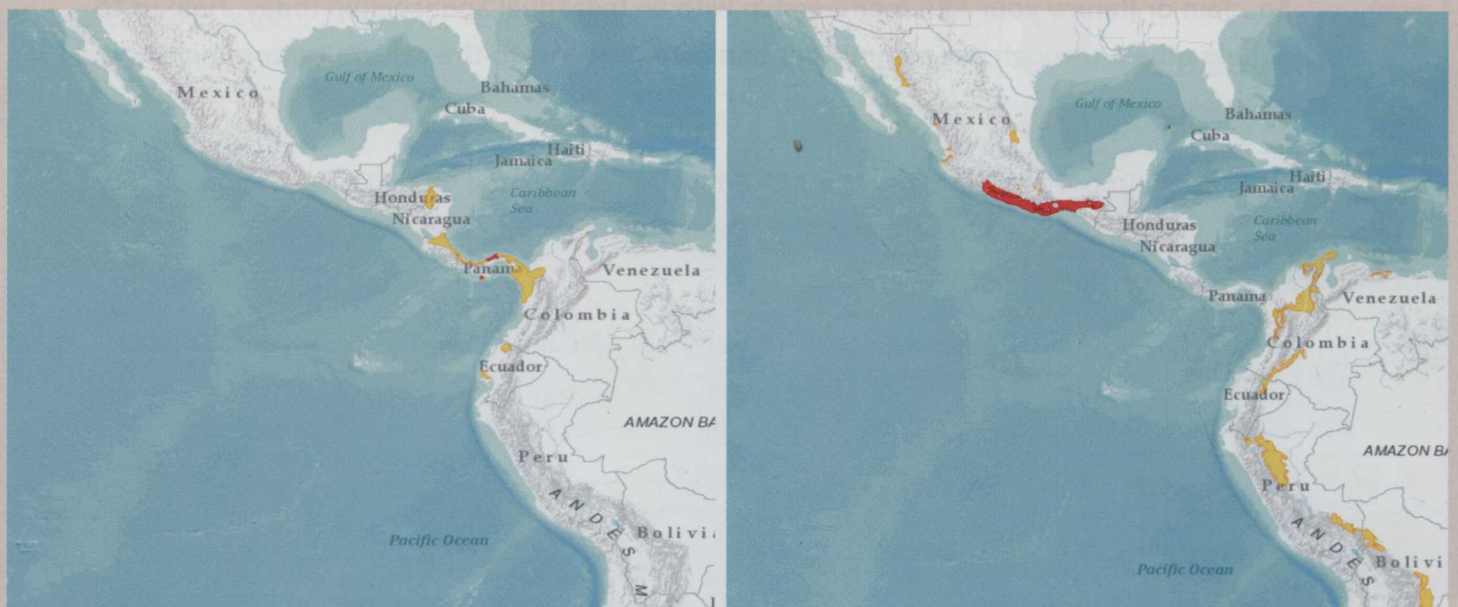 Mexico
Gulf of Mexico
Bahamas
Cuba
Haiti
Jamaica
Honduras
Caribbean
Sea
Nicaragua
Panama
Venezuela
Colombia
Ecuador
AMAZON BA
Peru
ANDES M
Pacific Ocean
Bolivi
Mexico
Gulf of Mexico
Bahamas
Cuba
Haiti
Jamaica
Honduras
Caribbean
Sea
Nicaragua
Panama
Venezuela
Colombia
Ecuador
AMAZON BA
Peru
ANDES
Pacific Ocean
Bolivi